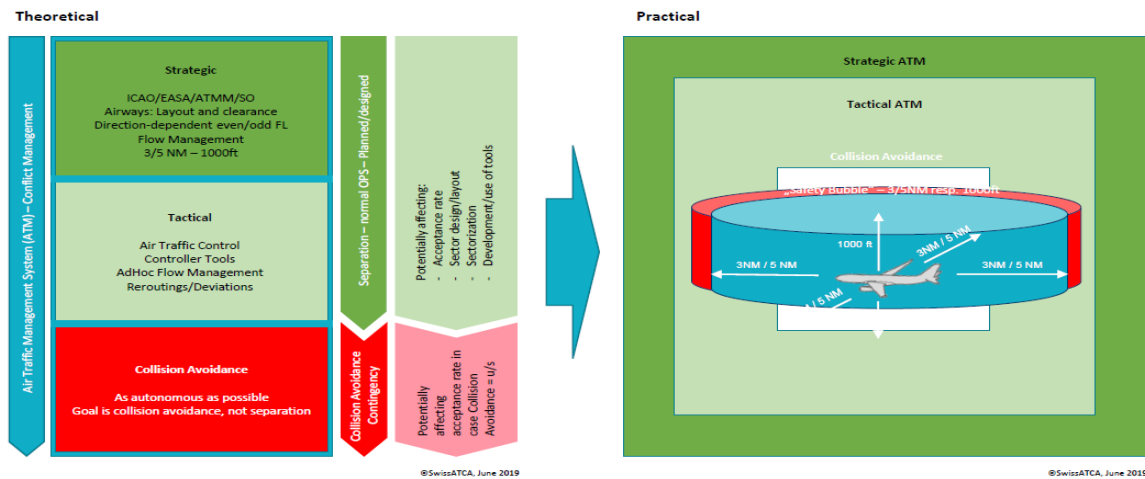 Theoretical
Air Traffic Management System (ATM) – Conflict Management
Strategic
ICAO/EASA/ATMM/SO
Airways: Layout and clearance
Direction-dependent even/odd FL
Flow Management
3/5 NM – 1000ft
Tactical
Air Traffic Control
Controller Tools
AdHoc Flow Management
Reroutings/Deviations
Collision Avoidance
As autonomous as possible
Goal is collision avoidance, not separation
Separation – normal OPS – Planned/designed
Collision Avoidance
Contingency
Potentially affecting:
- Acceptance rate
- Sector design/layout
- Sectorization
- Development/use of tools
Potentially
affecting
acceptance rate in
case Collision
Avoidance = u/s
©SwissATCA, June 2019
Practical
Strategic ATM
Tactical ATM
Collision Avoidance
„Safety Bubble" – 3/5NM resp. 1000ft
1000 ft
3NM / 5 NM
3NM / 5 NM
3NM / 5 NM
/ 5 NM
©SwissATCA, June 2019